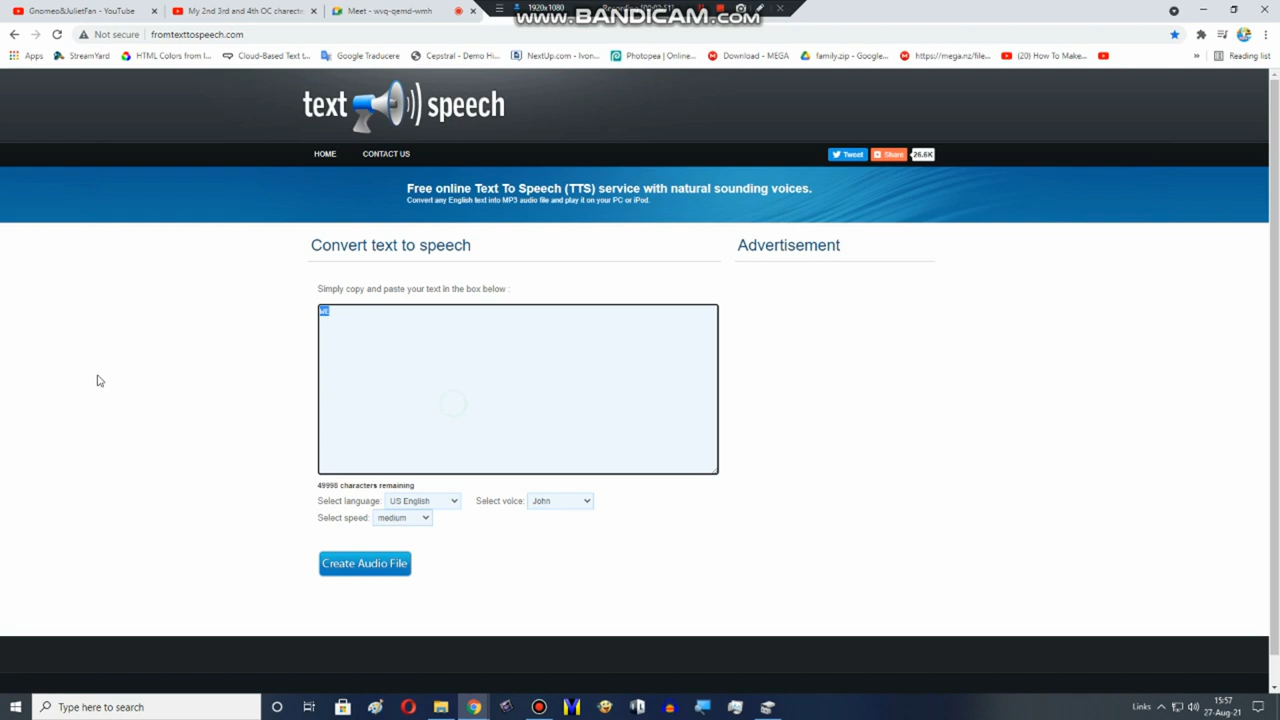 Gnomeo&JulietFan - YouTube
My 2nd 3rd and 4th OC characte
Meet - wvq-qemd-wmh
1920x1080
www.BANDICAM.com
Not secure
fromtexttospeech.com
Apps
StreamYard
HTML Colors from I...
Cloud-Based Text t...
Google Traducere
Cepstral - Demo Hi...
NextUp.com - Ivon...
Photopea | Online...
Download - MEGA
family.zip - Google...
https://mega.nz/file...
(20) How To Make...
»
Reading list
text speech
HOME
CONTACT US
Tweet
Share
26.6K
Free online Text To Speech (TTS) service with natural sounding voices.
Convert any English text into MP3 audio file and play it on your PC or iPod.
Convert text to speech
Advertisement
Simply copy and paste your text in the box below :
WE
49998 characters remaining
Select language: US English
Select voice: John
Select speed: medium
Create Audio File
Type here to search
Links
15:57
27-Aug-21